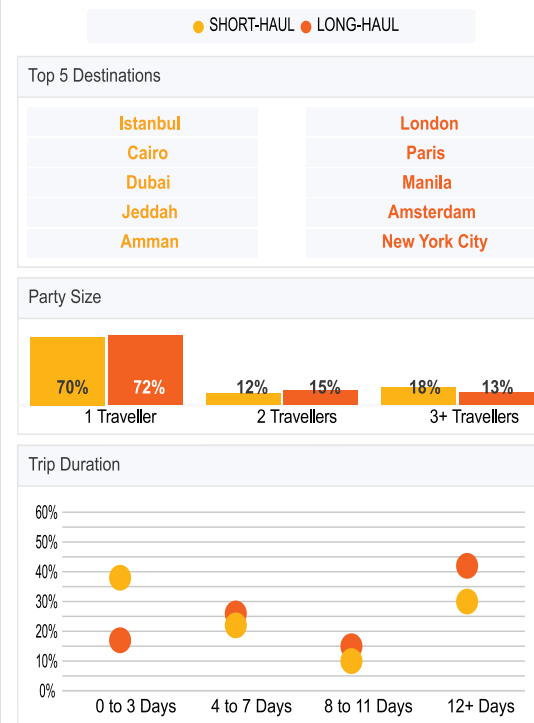 SHORT-HAUL LONG-HAUL
Top 5 Destinations
Istanbul London
Cairo Paris
Dubai Manila
Jeddah Amsterdam
Amman New York City
Party Size
70% 72% 12% 15% 18% 13%
1 Traveller 2 Travellers 3+ Travellers
Trip Duration
60%
50%
40%
30%
20%
10%
0%
0 to 3 Days 4 to 7 Days 8 to 11 Days 12+ Days